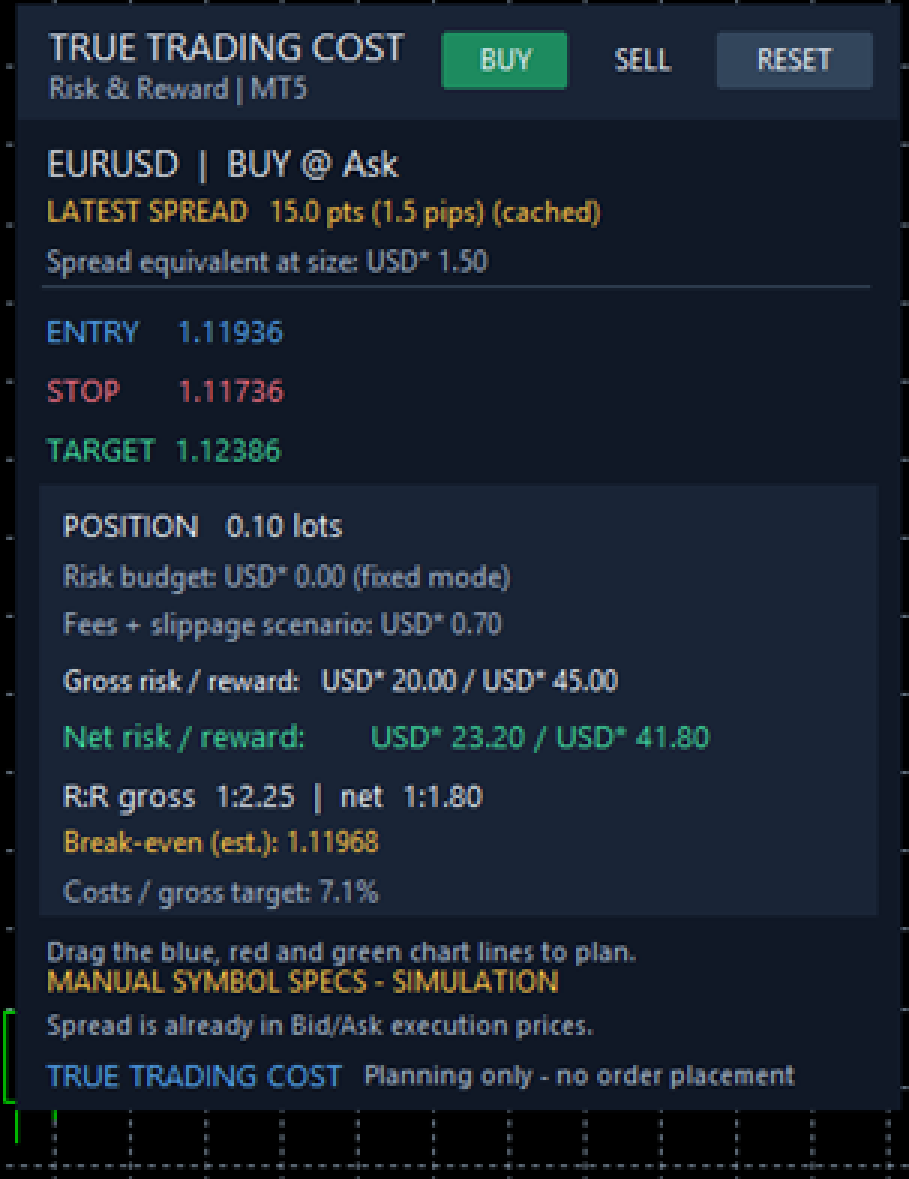 TRUE TRADING COST BUY SELL RESET
Risk & Reward | MT5
EURUSD | BUY @ Ask
LATEST SPREAD 15.0 pts (1.5 pips) (cached)
Spread equivalent at size: USD* 1.50
ENTRY 1.11936
STOP 1.11736
TARGET 1.12386
POSITION 0.10 lots
Risk budget: USD* 0.00 (fixed mode)
Fees + slippage scenario: USD* 0.70
Gross risk / reward: USD* 20.00 / USD* 45.00
Net risk / reward: USD* 23.20 / USD* 41.80
R:R gross 1:2.25 | net 1:1.80
Break-even (est.): 1.11968
Costs / gross target: 7.1%
Drag the blue, red and green chart lines to plan.
MANUAL SYMBOL SPECS - SIMULATION
Spread is already in Bid/Ask execution prices.
TRUE TRADING COST Planning only - no order placement